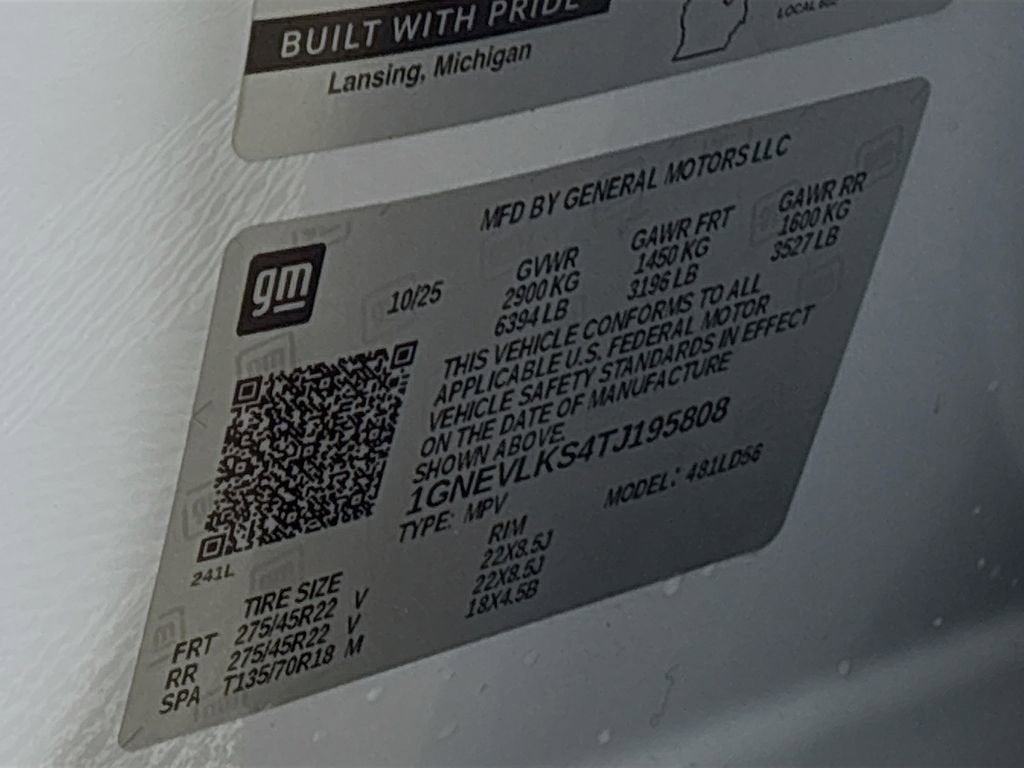 BUILT WITH PRIDE
Lansing, Michigan
LOCAL 602
MFD BY GENERAL MOTORS LLC
gm
10/25
GVWR GAWR FRT GAWR RR
2900 KG 1450 KG 1600 KG
6394 LB 3196 LB 3527 LB
THIS VEHICLE CONFORMS TO ALL
APPLICABLE U.S. FEDERAL MOTOR
VEHICLE SAFETY STANDARDS IN EFFECT
ON THE DATE OF MANUFACTURE
SHOWN ABOVE.
1GNEVLKS4TJ195808
TYPE: MPV MODEL: 481LD56
241L
TIRE SIZE RIM
FRT 275/45R22 V 22X8.5J
RR 275/45R22 V 22X8.5J
SPA T135/70R18 M 18X4.5B